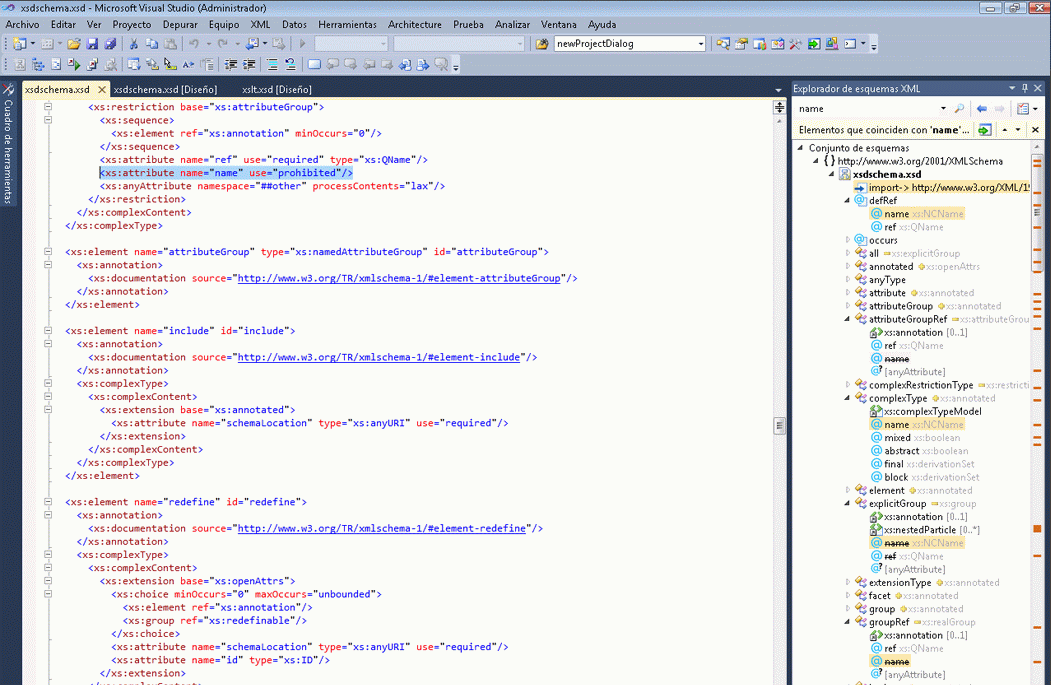 xsdschema.xsd - Microsoft Visual Studio (Administrador)
Archivo Editar Ver Proyecto Depurar Equipo XML Datos Herramientas Architecture Prueba Analizar Ventana Ayuda
newProjectDialog
Cuadro de herramientas
xsdschema.xsd xsdschema.xsd [Diseño] xslt.xsd [Diseño]
<xs:restriction base="xs:attributeGroup">
<xs:sequence>
<xs:element ref="xs:annotation" minOccurs="0"/>
</xs:sequence>
<xs:attribute name="ref" use="required" type="xs:QName"/>
<xs:attribute name="name" use="prohibited"/>
<xs:anyAttribute namespace="##other" processContents="lax"/>
</xs:restriction>
</xs:complexContent>
</xs:complexType>
<xs:element name="attributeGroup" type="xs:namedAttributeGroup" id="attributeGroup">
<xs:annotation>
<xs:documentation source="http://www.w3.org/TR/xmlschema-1/#element-attributeGroup"/>
</xs:annotation>
</xs:element>
<xs:element name="include" id="include">
<xs:annotation>
<xs:documentation source="http://www.w3.org/TR/xmlschema-1/#element-include"/>
</xs:annotation>
<xs:complexType>
<xs:complexContent>
<xs:extension base="xs:annotated">
<xs:attribute name="schemaLocation" type="xs:anyURI" use="required"/>
</xs:extension>
</xs:complexContent>
</xs:complexType>
</xs:element>
<xs:element name="redefine" id="redefine">
<xs:annotation>
<xs:documentation source="http://www.w3.org/TR/xmlschema-1/#element-redefine"/>
</xs:annotation>
<xs:complexType>
<xs:complexContent>
<xs:extension base="xs:openAttrs">
<xs:choice minOccurs="0" maxOccurs="unbounded">
<xs:element ref="xs:annotation"/>
<xs:group ref="xs:redefinable"/>
</xs:choice>
<xs:attribute name="schemaLocation" type="xs:anyURI" use="required"/>
<xs:attribute name="id" type="xs:ID"/>
</xs:extension>
Explorador de esquemas XML
name
Elementos que coinciden con 'name'...
Conjunto de esquemas
{ } http://www.w3.org/2001/XMLSchema
xsdschema.xsd
import-> http://www.w3.org/XML/1
defRef
name xs:NCName
ref xs:QName
occurs
all xs:explicitGroup
annotated xs:openAttrs
anyType
attribute xs:annotated
attributeGroup xs:annotated
attributeGroupRef xs:attributeGrou
xs:annotation [0..1]
ref xs:QName
name
[anyAttribute]
complexRestrictionType xs:restricti
complexType xs:annotated
xs:complexTypeModel
name xs:NCName
mixed xs:boolean
abstract xs:boolean
final xs:derivationSet
block xs:derivationSet
element xs:annotated
explicitGroup xs:group
xs:annotation [0..1]
xs:nestedParticle [0..*]
name xs:NCName
ref xs:QName
[anyAttribute]
extensionType xs:annotated
facet xs:annotated
group xs:annotated
groupRef xs:realGroup
xs:annotation [0..1]
ref xs:QName
name
[anyAttribute]